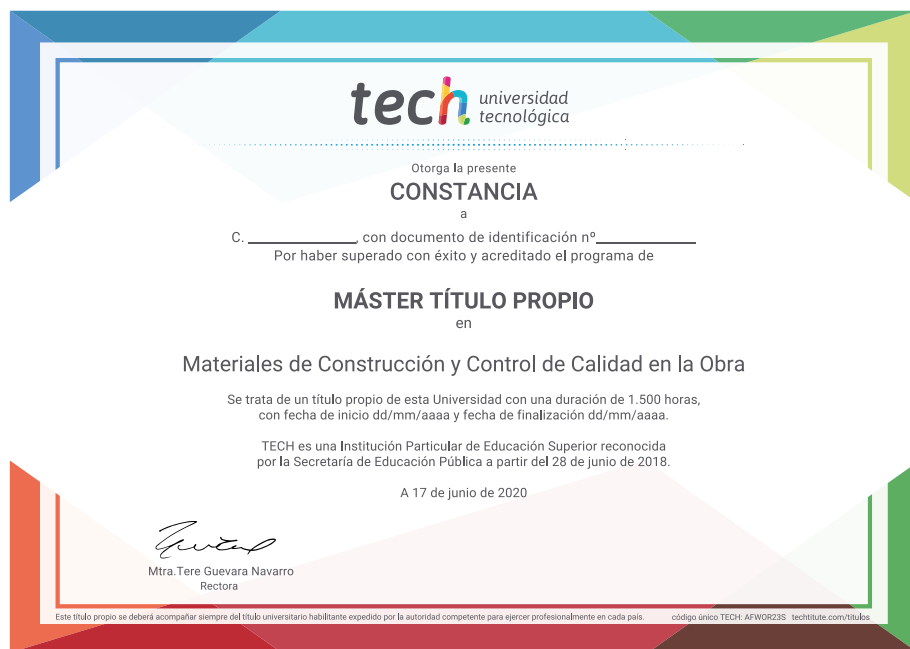 tech universidad
tecnológica
Otorga la presente
CONSTANCIA
a
C. ______________, con documento de identificación nº______________
Por haber superado con éxito y acreditado el programa de
MÁSTER TÍTULO PROPIO
en
Materiales de Construcción y Control de Calidad en la Obra
Se trata de un título propio de esta Universidad con una duración de 1.500 horas,
con fecha de inicio dd/mm/aaaa y fecha de finalización dd/mm/aaaa.
TECH es una Institución Particular de Educación Superior reconocida
por la Secretaría de Educación Pública a partir del 28 de junio de 2018.
A 17 de junio de 2020
Mtra.Tere Guevara Navarro
Rectora
Este título propio se deberá acompañar siempre del título universitario habilitante expedido por la autoridad competente para ejercer profesionalmente en cada país. código único TECH: AFWOR23S techtitute.com/titulos